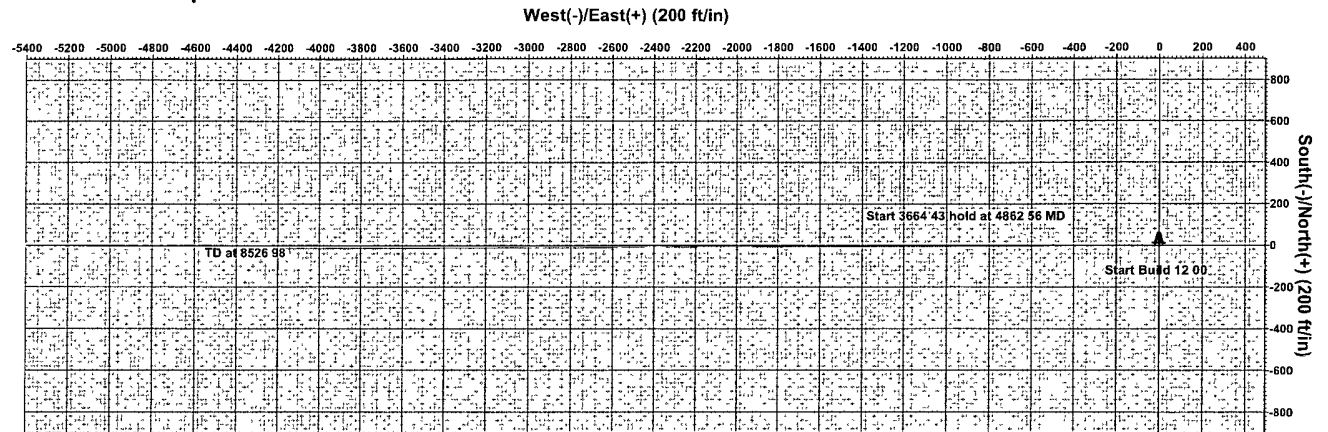 West(-)/East(+) (200 ft/in)
-5400 -5200 -5000 -4800 -4600 -4400 -4200 -4000 -3800 -3600 -3400 -3200 -3000 -2800 -2600 -2400 -2200 -2000 -1800 -1600 -1400 -1200 -1000 -800 -600 -400 -200 0 200 400
800
600
400
200
0
-200
-400
-600
-800
South(-)/North(+) (200 ft/in)
Start 3664 43 hold at 4862 56 MD
TD at 8526 98
Start Build 12 00